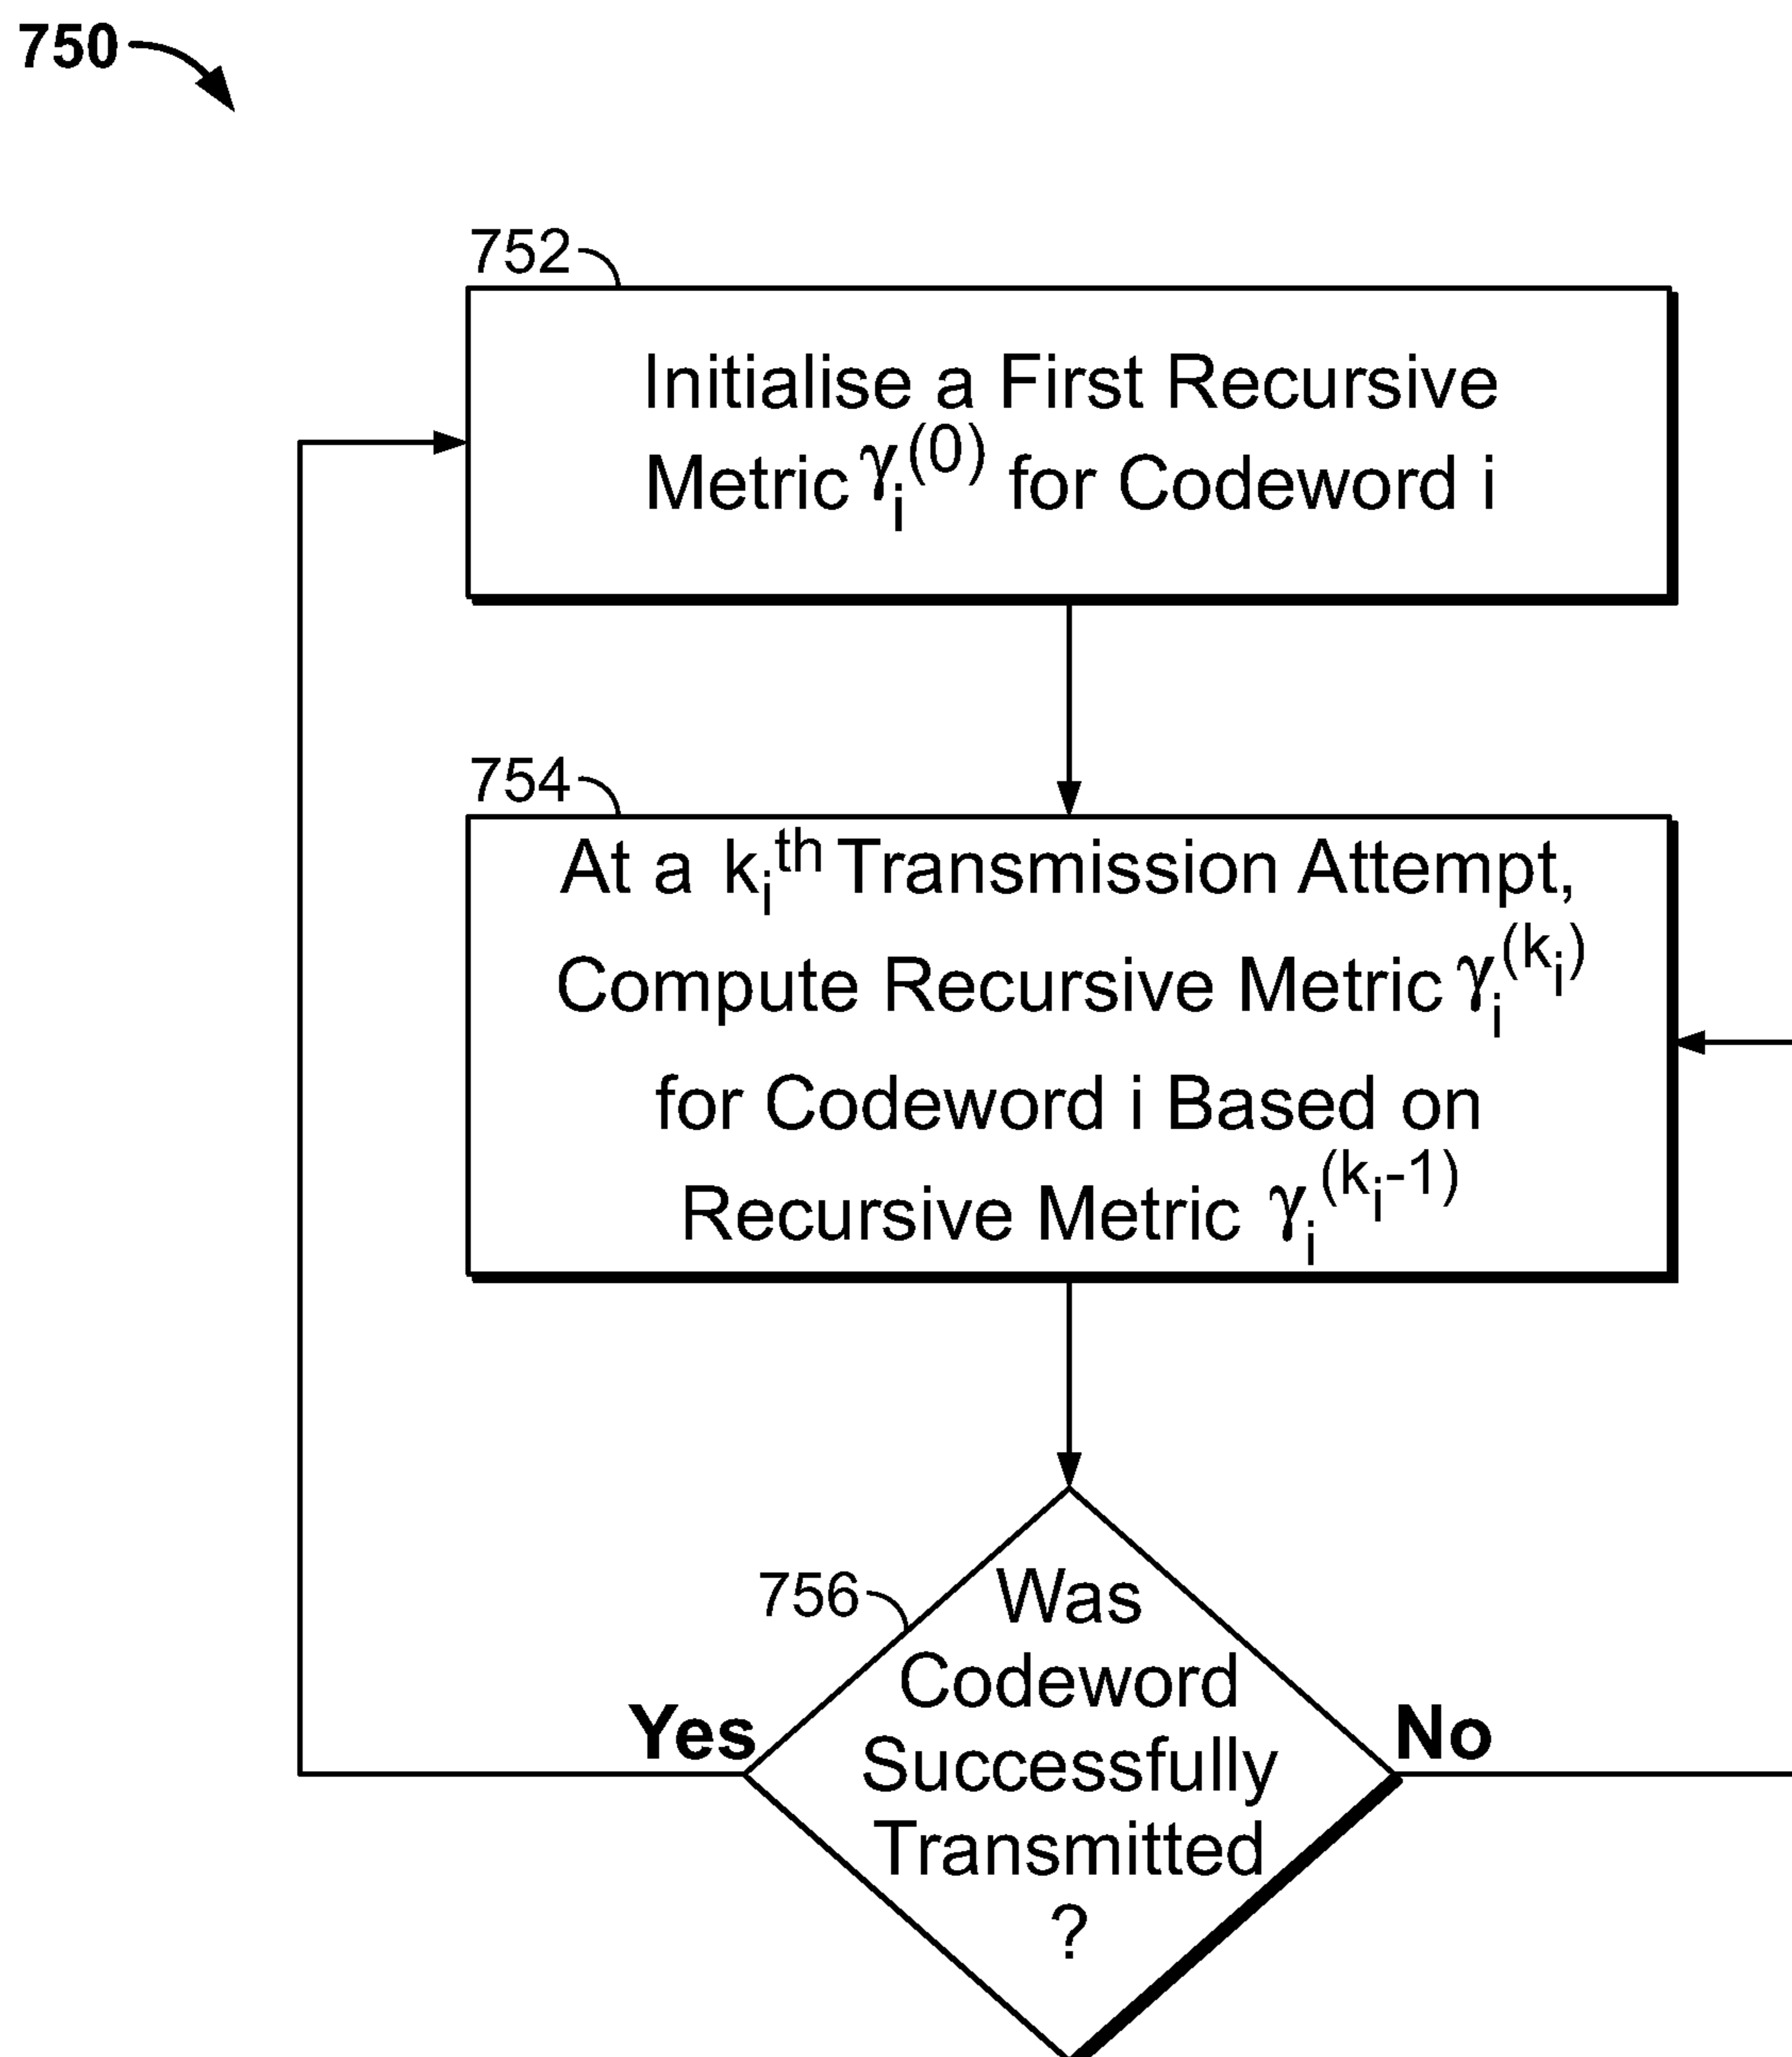 750
752
Initialise a First Recursive
Metric γᵢ⁽⁰⁾ for Codeword i
754
At a kᵢᵗʰ Transmission Attempt,
Compute Recursive Metric γᵢ^(kᵢ)
for Codeword i Based on
Recursive Metric γᵢ^(kᵢ-1)
756
Was
Codeword
Successfully
Transmitted
?
Yes
No